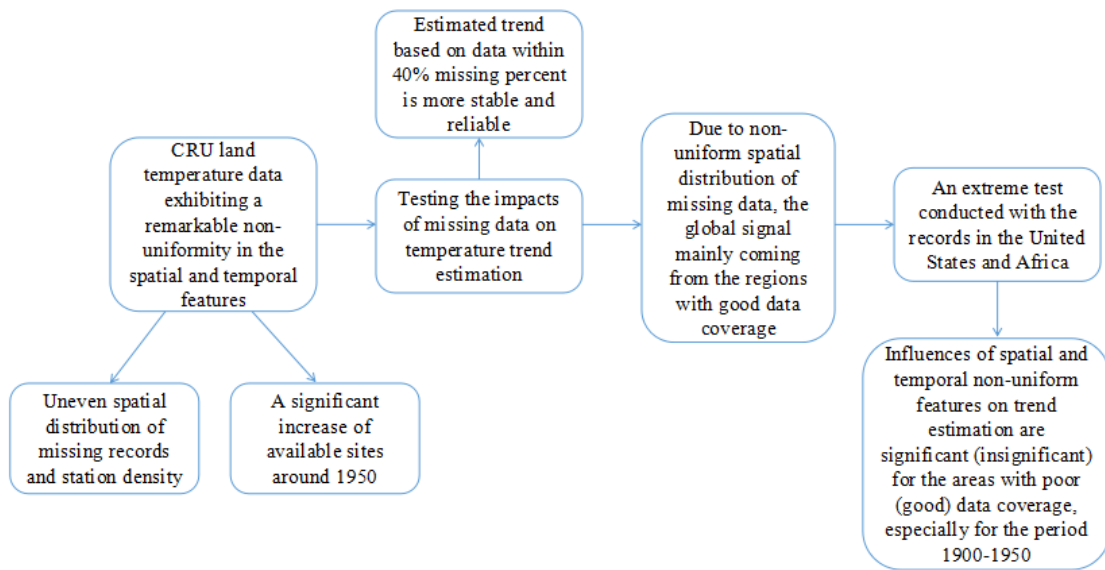 Estimated trend
based on data within
40% missing percent
is more stable and
reliable
CRU land
temperature data
exhibiting a
remarkable non-
uniformity in the
spatial and temporal
features
Testing the impacts
of missing data on
temperature trend
estimation
Due to non-
uniform spatial
distribution of
missing data, the
global signal
mainly coming
from the regions
with good data
coverage
An extreme test
conducted with the
records in the United
States and Africa
Uneven spatial
distribution of
missing records
and station density
A significant
increase of
available sites
around 1950
Influences of spatial and
temporal non-uniform
features on trend
estimation are
significant (insignificant)
for the areas with poor
(good) data coverage,
especially for the period
1900-1950